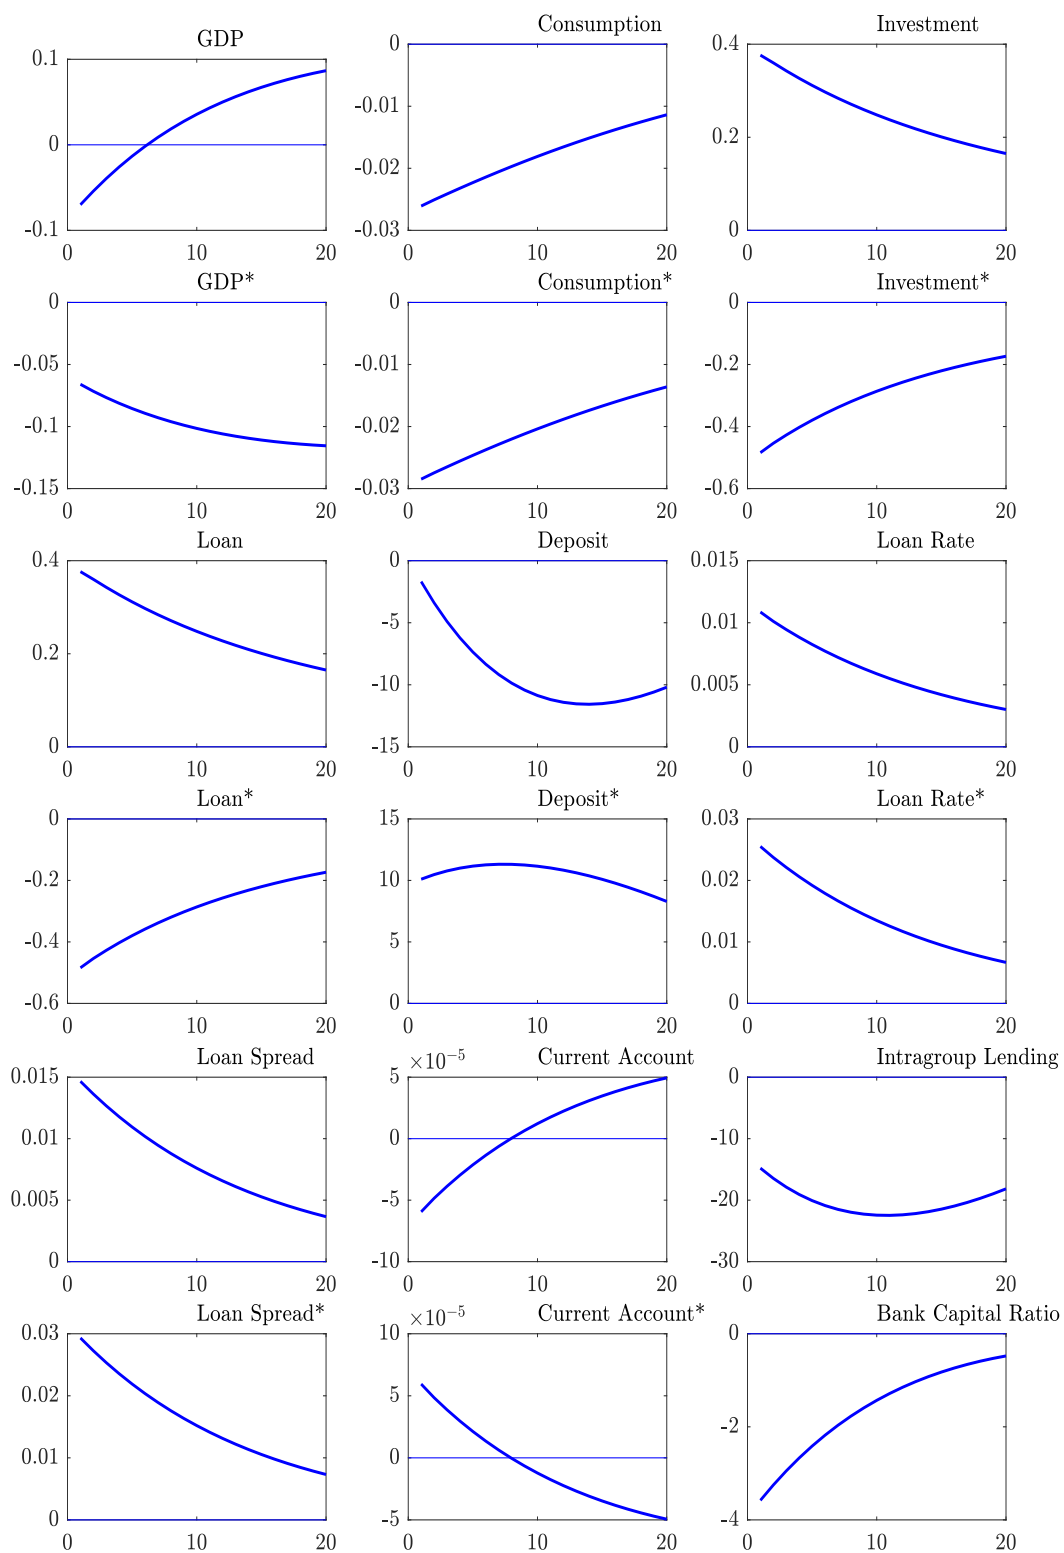 GDP
0.1
0
-0.1
0 10 20
Consumption
0
-0.01
-0.02
-0.03
0 10 20
Investment
0.4
0.2
0
0 10 20
GDP*
0
-0.05
-0.1
-0.15
0 10 20
Consumption*
0
-0.01
-0.02
-0.03
0 10 20
Investment*
0
-0.2
-0.4
-0.6
0 10 20
Loan
0.4
0.2
0
0 10 20
Deposit
0
-5
-10
-15
0 10 20
Loan Rate
0.015
0.01
0.005
0
0 10 20
Loan*
0
-0.2
-0.4
-0.6
0 10 20
Deposit*
15
10
5
0
0 10 20
Loan Rate*
0.03
0.02
0.01
0
0 10 20
Loan Spread
0.015
0.01
0.005
0
0 10 20
×10⁻⁵ Current Account
5
0
-5
-10
0 10 20
Intragroup Lending
0
-10
-20
-30
0 10 20
Loan Spread*
0.03
0.02
0.01
0
0 10 20
×10⁻⁵ Current Account*
10
5
0
-5
0 10 20
Bank Capital Ratio
0
-2
-4
0 10 20